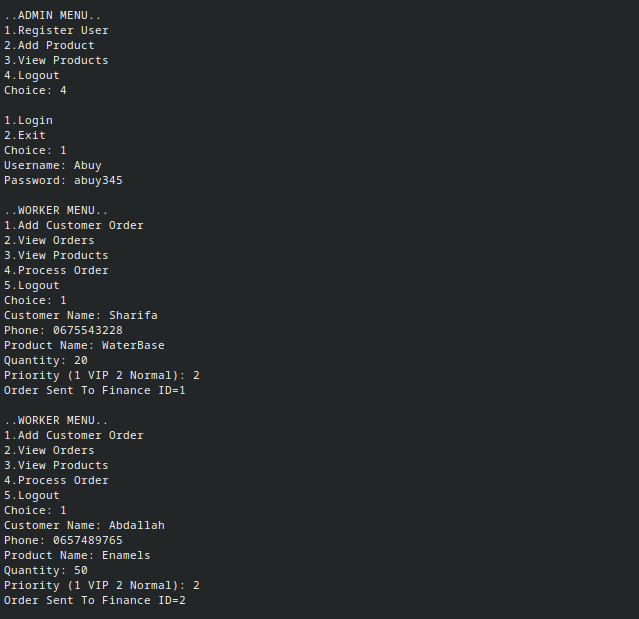 ..ADMIN MENU..
1.Register User
2.Add Product
3.View Products
4.Logout
Choice: 4
1.Login
2.Exit
Choice: 1
Username: Abuy
Password: abuy345
..WORKER MENU..
1.Add Customer Order
2.View Orders
3.View Products
4.Process Order
5.Logout
Choice: 1
Customer Name: Sharifa
Phone: 0675543228
Product Name: WaterBase
Quantity: 20
Priority (1 VIP 2 Normal): 2
Order Sent To Finance ID=1
..WORKER MENU..
1.Add Customer Order
2.View Orders
3.View Products
4.Process Order
5.Logout
Choice: 1
Customer Name: Abdallah
Phone: 0657489765
Product Name: Enamels
Quantity: 50
Priority (1 VIP 2 Normal): 2
Order Sent To Finance ID=2